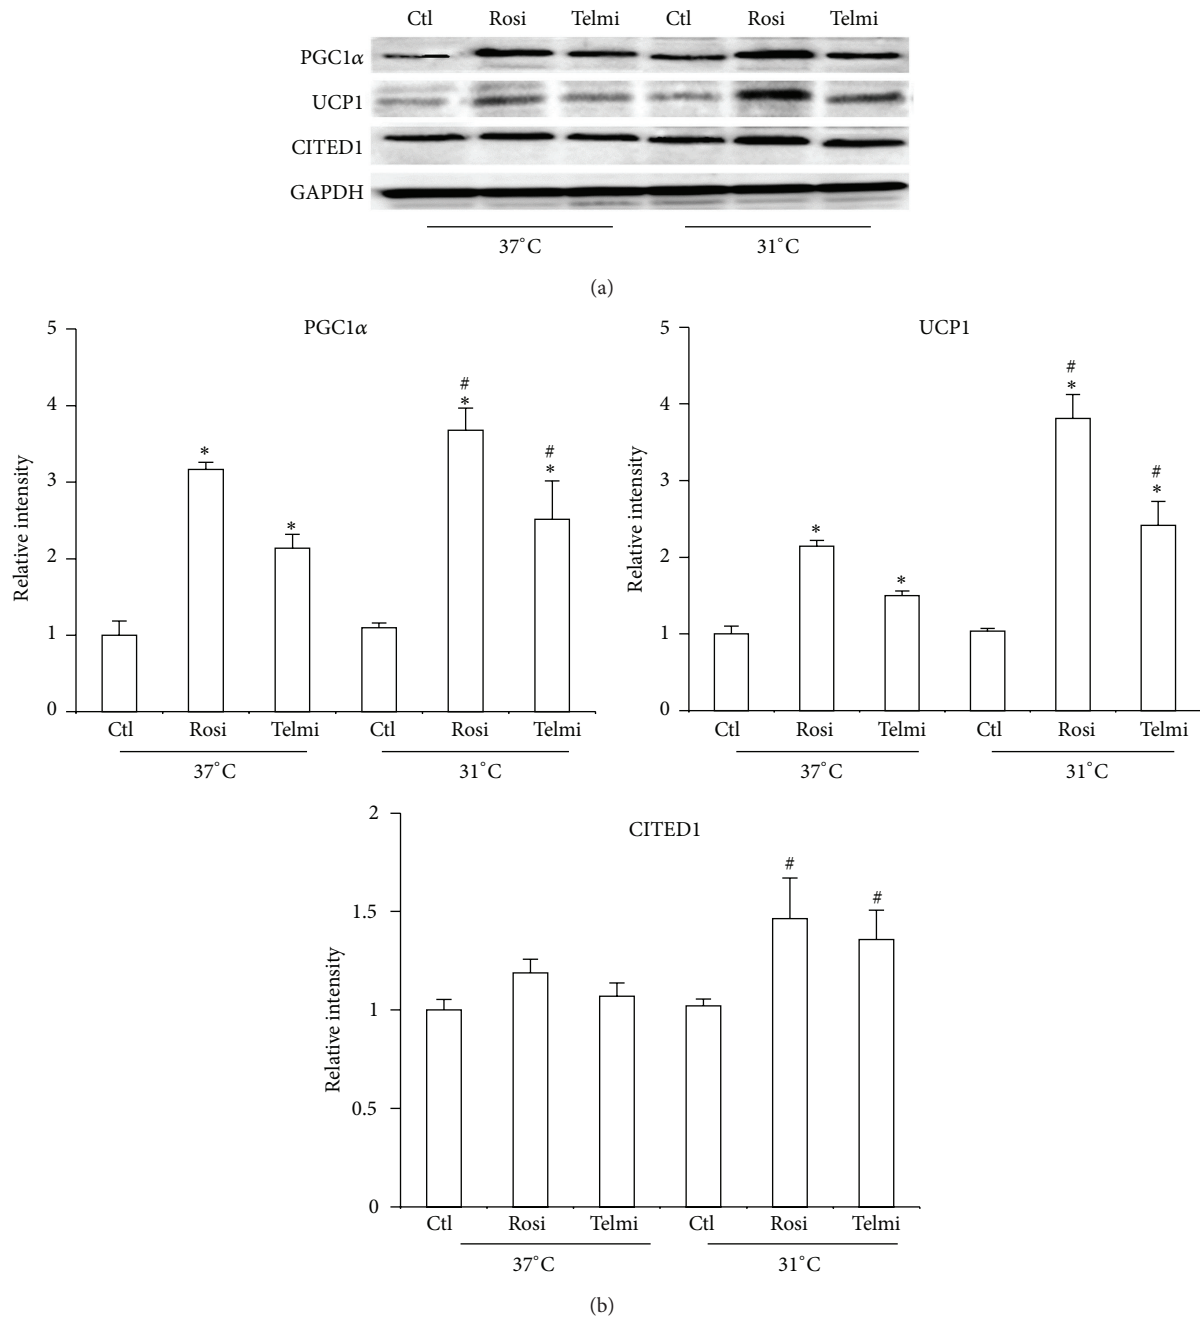 Ctl Rosi Telmi Ctl Rosi Telmi
PGC1α
UCP1
CITED1
GAPDH
37°C 31°C
(a)
PGC1α
5
4
3
2
1
0
Relative intensity
*
*
#
*
#
*
Ctl Rosi Telmi Ctl Rosi Telmi
37°C 31°C
UCP1
5
4
3
2
1
0
Relative intensity
*
*
#
*
#
*
Ctl Rosi Telmi Ctl Rosi Telmi
37°C 31°C
CITED1
2
1.5
1
0.5
0
Relative intensity
#
#
Ctl Rosi Telmi Ctl Rosi Telmi
37°C 31°C
(b)